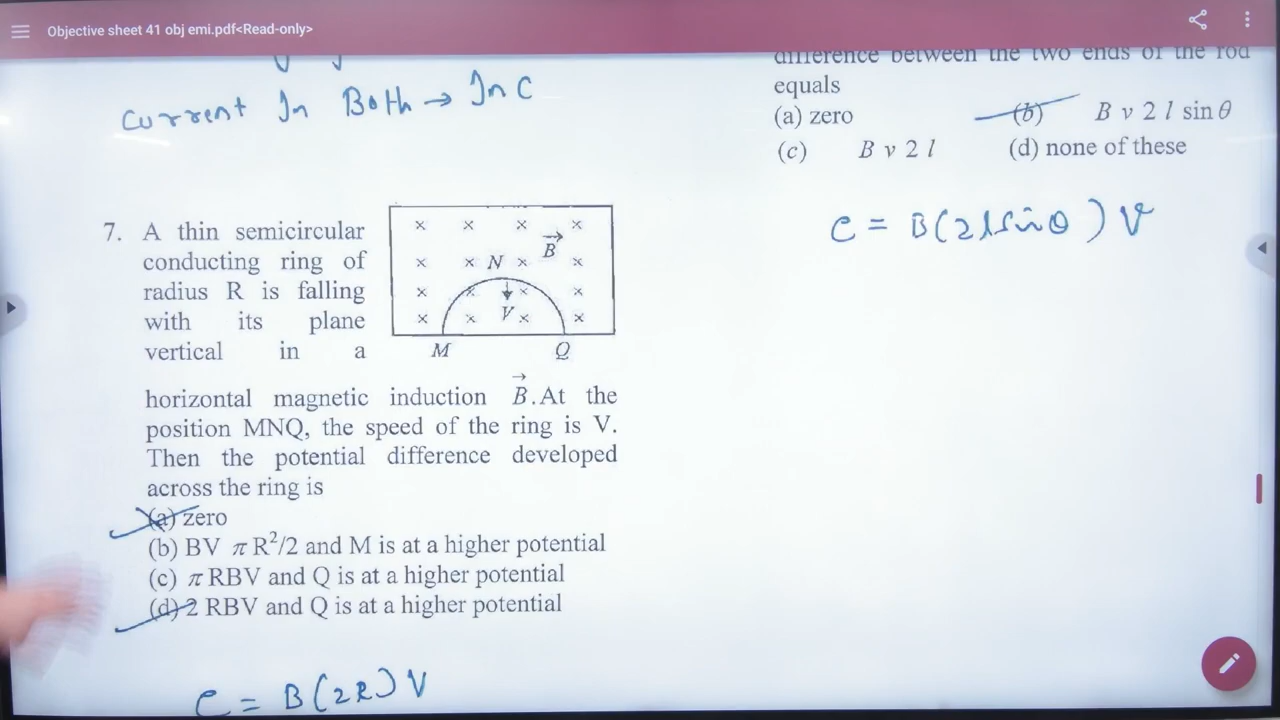 Objective sheet 41 obj emi.pdf<Read-only>
Current In Both → In C
7. A thin semicircular
conducting ring of
radius R is falling
with its plane
vertical in a
horizontal magnetic induction B⃗.At the
position MNQ, the speed of the ring is V.
Then the potential difference developed
across the ring is
(a) zero
(b) BV π R²/2 and M is at a higher potential
(c) π RBV and Q is at a higher potential
(d) 2 RBV and Q is at a higher potential
e = B(2R)V
× × × ×
B⃗
× × N × ×
× × × ×
× × V × ×
M Q
difference between the two ends of the rod
equals
(a) zero (b) B v 2 l sin θ
(c) B v 2 l (d) none of these
e = B(2lsinθ)v